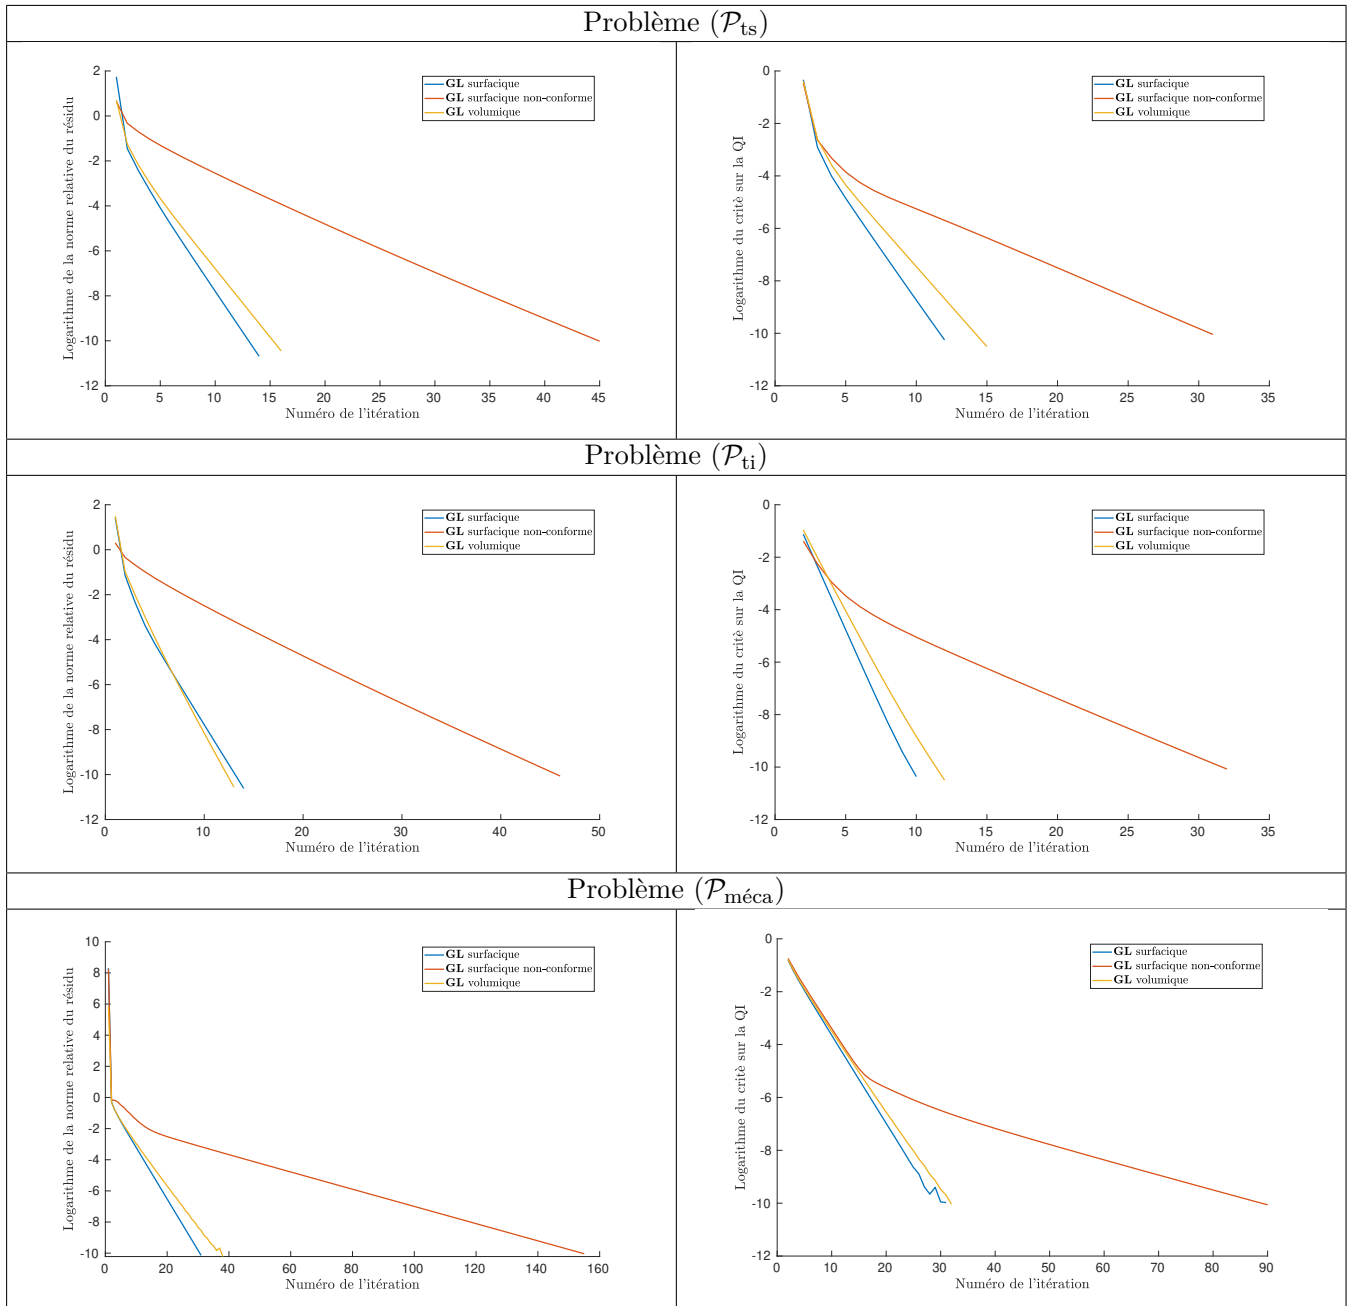 Problème (𝒫ts)
Logarithme de la norme relative du résidu
2
0
-2
-4
-6
-8
-10
-12
GL surfacique
GL surfacique non-conforme
GL volumique
0 5 10 15 20 25 30 35 40 45
Numéro de l'itération
Logarithme du critè sur la QI
0
-2
-4
-6
-8
-10
-12
GL surfacique
GL surfacique non-conforme
GL volumique
0 5 10 15 20 25 30 35
Numéro de l'itération
Problème (𝒫ti)
Logarithme de la norme relative du résidu
2
0
-2
-4
-6
-8
-10
-12
GL surfacique
GL surfacique non-conforme
GL volumique
0 10 20 30 40 50
Numéro de l'itération
Logarithme du critè sur la QI
0
-2
-4
-6
-8
-10
-12
GL surfacique
GL surfacique non-conforme
GL volumique
0 5 10 15 20 25 30 35
Numéro de l'itération
Problème (𝒫méca)
Logarithme de la norme relative du résidu
10
8
6
4
2
0
-2
-4
-6
-8
-10
GL surfacique
GL surfacique non-conforme
GL volumique
0 20 40 60 80 100 120 140 160
Numéro de l'itération
Logarithme du critè sur la QI
0
-2
-4
-6
-8
-10
-12
GL surfacique
GL surfacique non-conforme
GL volumique
0 10 20 30 40 50 60 70 80 90
Numéro de l'itération